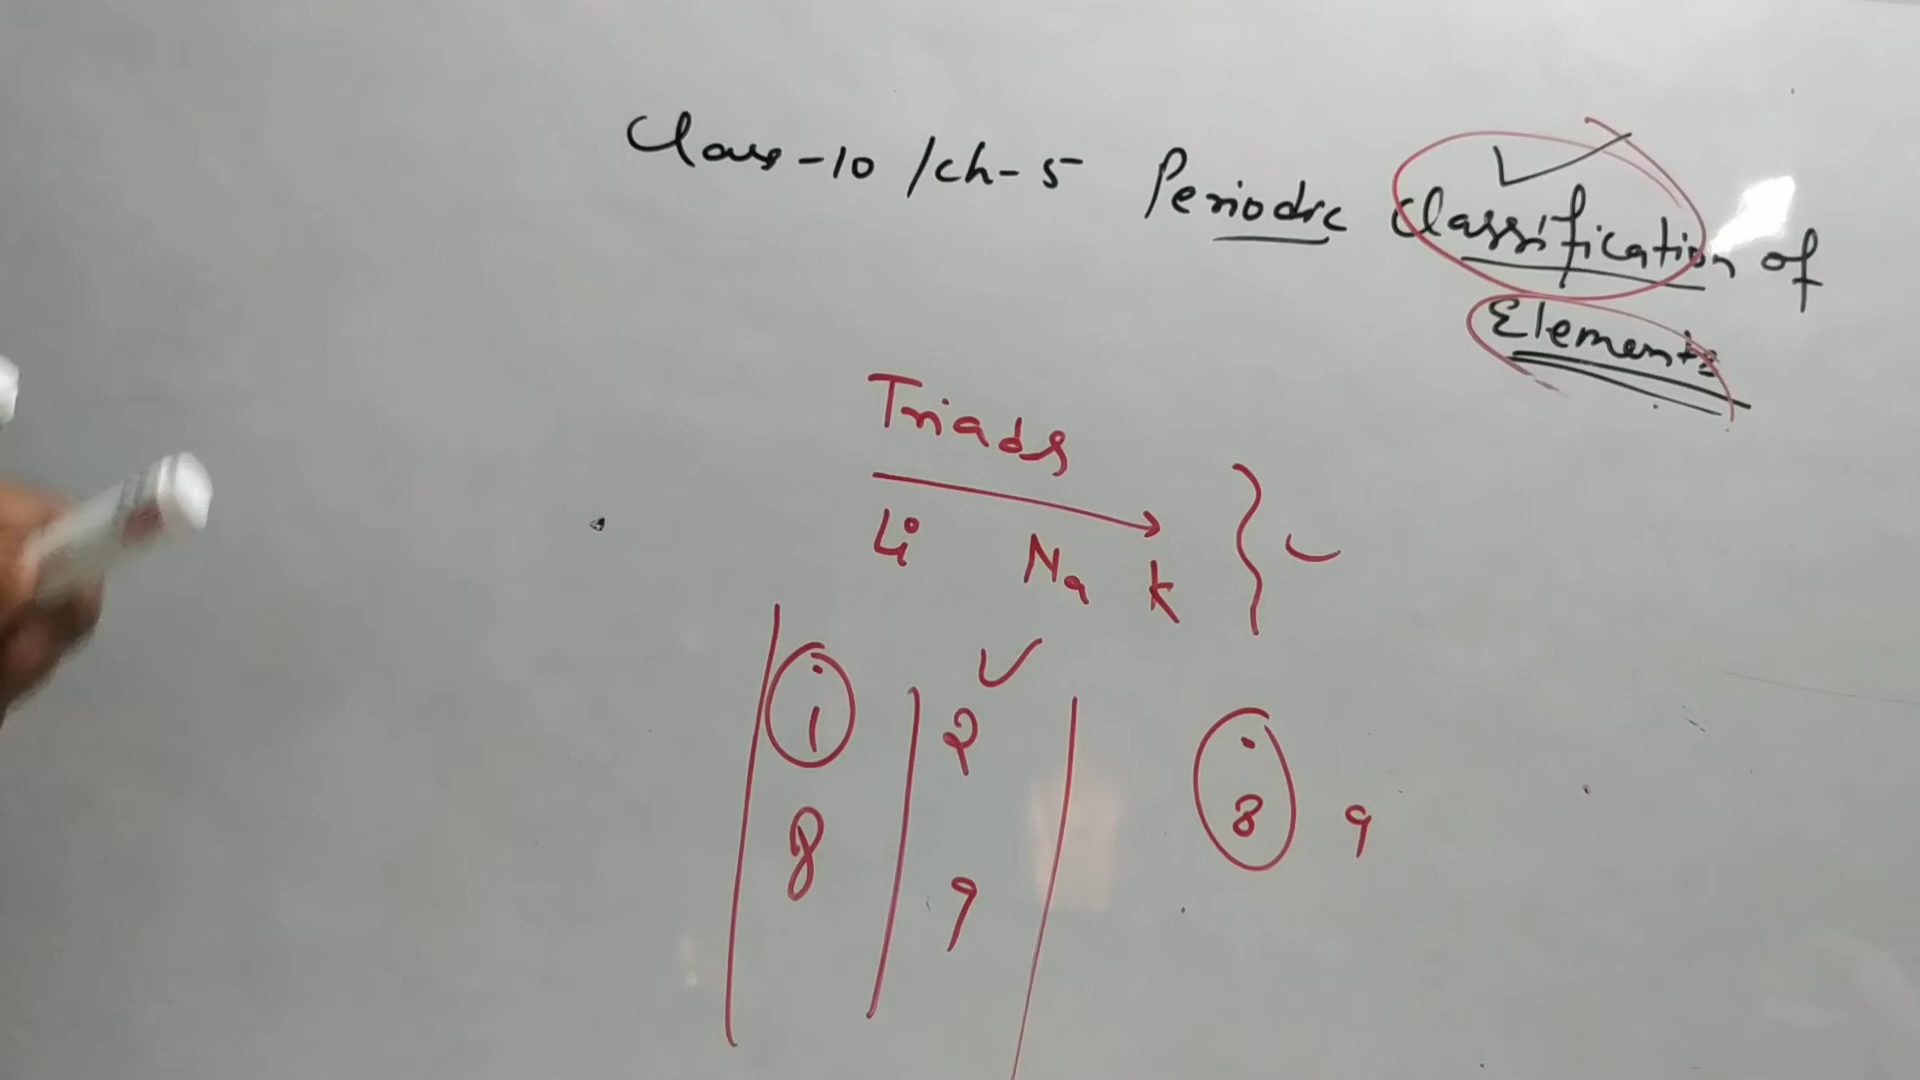 Class-10 /ch-5 Periodic Classification of
Elements
Triads
Li Na K
1 2 8 9
8 9